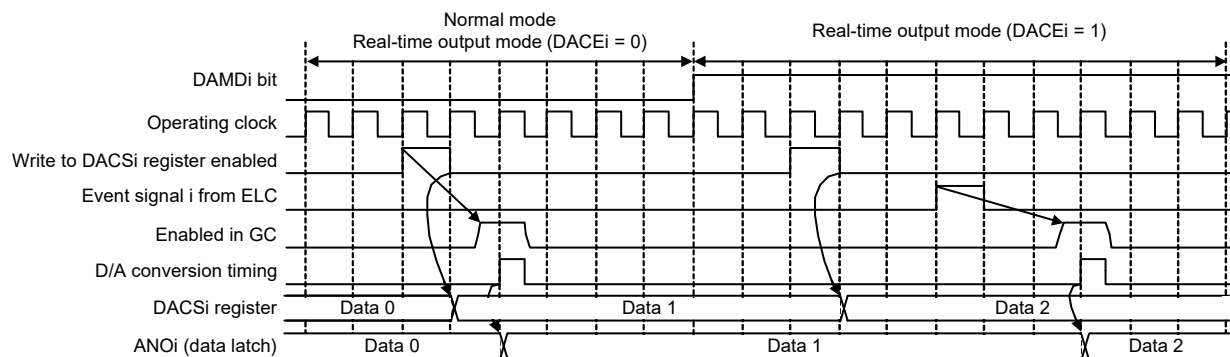 Normal mode
Real-time output mode (DACEi = 0)
Real-time output mode (DACEi = 1)
DAMDi bit
Operating clock
Write to DACSi register enabled
Event signal i from ELC
Enabled in GC
D/A conversion timing
DACSi register
Data 0
Data 1
Data 2
ANOi (data latch)
Data 0
Data 1
Data 2